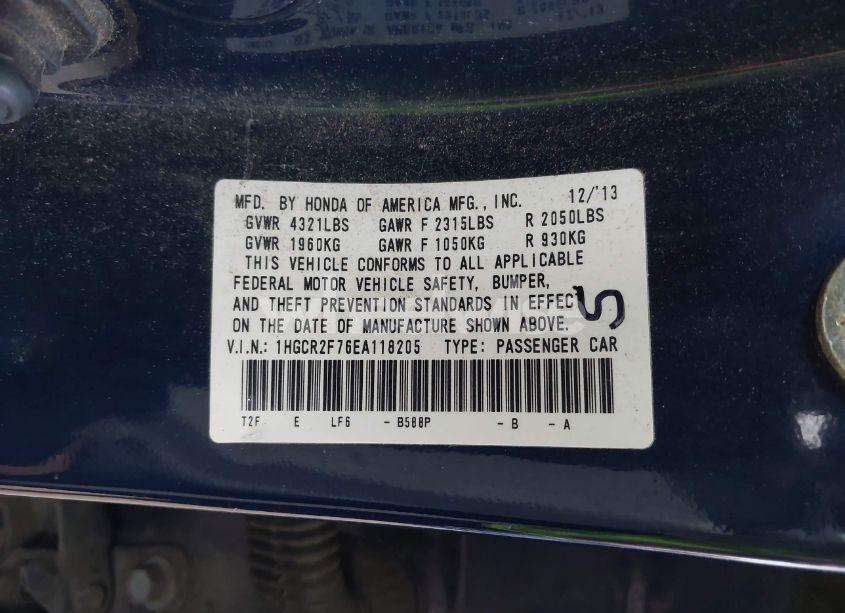 MFD. BY HONDA OF AMERICA MFG., INC. 12/'13
GVWR 4321LBS GAWR F 2315LBS R 2050LBS
GVWR 1960KG GAWR F 1050KG R 930KG
THIS VEHICLE CONFORMS TO ALL APPLICABLE
FEDERAL MOTOR VEHICLE SAFETY, BUMPER,
AND THEFT PREVENTION STANDARDS IN EFFECT
ON THE DATE OF MANUFACTURE SHOWN ABOVE.
V.I.N.: 1HGCR2F76EA118205 TYPE: PASSENGER CAR
T2F E LF6 - B588P - B - A